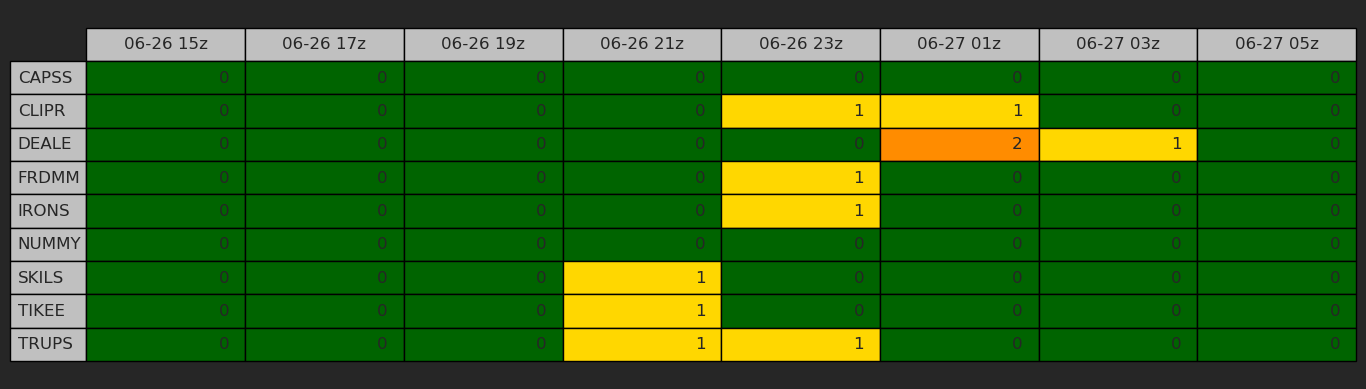 06-26 15z 06-26 17z 06-26 19z 06-26 21z 06-26 23z 06-27 01z 06-27 03z 06-27 05z
CAPSS 0 0 0 0 0 0 0 0
CLIPR 0 0 0 0 1 1 0 0
DEALE 0 0 0 0 0 2 1 0
FRDMM 0 0 0 0 1 0 0 0
IRONS 0 0 0 0 1 0 0 0
NUMMY 0 0 0 0 0 0 0 0
SKILS 0 0 0 1 0 0 0 0
TIKEE 0 0 0 1 0 0 0 0
TRUPS 0 0 0 1 1 0 0 0